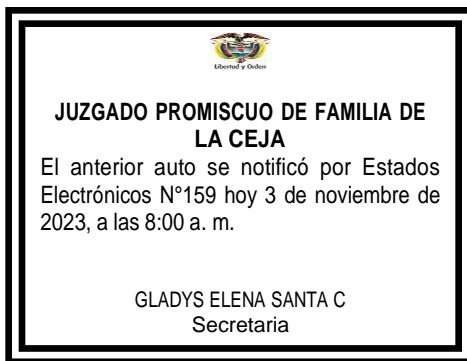 Libertad y Orden
JUZGADO PROMISCUO DE FAMILIA DE
LA CEJA
El anterior auto se notificó por Estados
Electrónicos N°159 hoy 3 de noviembre de
2023, a las 8:00 a. m.
GLADYS ELENA SANTA C
Secretaria